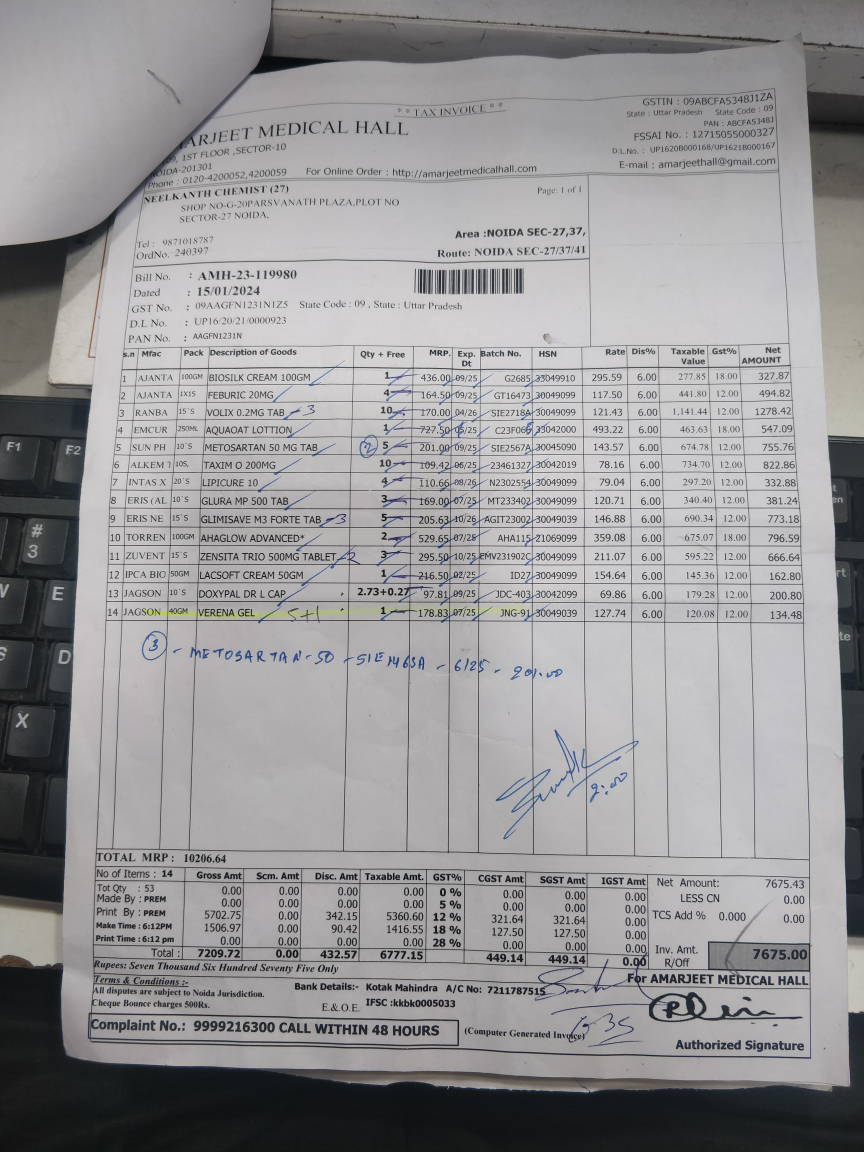 ** TAX INVOICE **
GSTIN : 09ABCFA5348J1ZA
State : Uttar Pradesh State Code : 09
PAN : ABCFA5348J
FSSAI No. : 12715055000327
D.L.No. : UP1620B000168/UP1621B000167
E-mail : amarjeethall@gmail.com
MARJEET MEDICAL HALL
1ST FLOOR ,SECTOR-10
NOIDA-201301
Phone : 0120-4200052,4200059 For Online Order : http://amarjeetmedicalhall.com
NEELKANTH CHEMIST (27)
Page: 1 of 1
SHOP NO-G-20PARSVANATH PLAZA,PLOT NO
SECTOR-27 NOIDA,
Tel : 9871018787
Area :NOIDA SEC-27,37,
OrdNo. 240397
Route: NOIDA SEC-27/37/41
Bill No. : AMH-23-119980
Dated : 15/01/2024
GST No. : 09AAGFN1231N1Z5 State Code : 09 , State : Uttar Pradesh
D.L No. : UP16/20/21/0000923
PAN No. : AAGFN1231N
s.n Mfac Pack Description of Goods Qty + Free MRP. Exp. Dt Batch No. HSN Rate Dis% Taxable Value Gst% Net AMOUNT
1 AJANTA 100GM BIOSILK CREAM 100GM 1 436.00 09/25 G2685 33049910 295.59 6.00 277.85 18.00 327.87
2 AJANTA 1X15 FEBURIC 20MG 4 164.50 09/25 GT16473 30049099 117.50 6.00 441.80 12.00 494.82
3 RANBA 15`S VOLIX 0.2MG TAB - 3 10 170.00 04/26 SIE2718A 30049099 121.43 6.00 1,141.44 12.00 1278.42
4 EMCUR 250ML AQUAOAT LOTTION 1 727.50 05/25 33042000 493.22 6.00 463.63 18.00 547.09
5 SUN PH 10`S METOSARTAN 50 MG TAB 2 5 201.00 09/25 SIE2567A 30045090 143.57 6.00 674.78 12.00 755.76
6 ALKEM 10S, TAXIM O 200MG 10 109.42 06/25 23461327 30042019 78.16 6.00 734.70 12.00 822.86
7 INTAS X 20`S LIPICURE 10 4 110.66 08/26 N2302554 30049099 79.04 6.00 297.20 12.00 332.88
8 ERIS (AL 10`S GLURA MP 500 TAB 3 169.00 07/25 MT233402 30049099 120.71 6.00 340.40 12.00 381.24
9 ERIS NE 15`S GLIMISAVE M3 FORTE TAB - 3 5 205.63 10/26 AGIT23002 30049039 146.88 6.00 690.34 12.00 773.18
10 TORREN 100GM AHAGLOW ADVANCED* 2 529.65 07/28 AHA115 21069099 359.08 6.00 675.07 18.00 796.59
11 ZUVENT 15`S ZENSITA TRIO 500MG TABLET - 2 3 295.50 10/25 EMV231902C 30049099 211.07 6.00 595.22 12.00 666.64
12 IPCA BIO 50GM LACSOFT CREAM 50GM 1 216.50 02/25 ID27 30049099 154.64 6.00 145.36 12.00 162.80
13 JAGSON 10`S DOXYPAL DR L CAP 2.73+0.27 97.81 09/25 JDC-403 30042099 69.86 6.00 179.28 12.00 200.80
14 JAGSON 40GM VERENA GEL 5+1 1 178.83 07/25 JNG-91 30049039 127.74 6.00 120.08 12.00 134.48
3 - METOSARTAN-50 - SIE1463A - 6/25 - 201.00
2:00
TOTAL MRP : 10206.64
No of Items : 14 Gross Amt Scm. Amt Disc. Amt Taxable Amt. GST% CGST Amt SGST Amt IGST Amt Net Amount: 7675.43
Tot Qty : 53 0.00 0.00 0.00 0.00 0 % 0.00 0.00 0.00 LESS CN 0.00
Made By : PREM 0.00 0.00 0.00 0.00 5 % 0.00 0.00 0.00
Print By : PREM 5702.75 0.00 342.15 5360.60 12 % 321.64 321.64 0.00 TCS Add % 0.000 0.00
Make Time : 6:12PM 1506.97 0.00 90.42 1416.55 18 % 127.50 127.50 0.00
Print Time : 6:12 pm 0.00 0.00 0.00 0.00 28 % 0.00 0.00 0.00
Total : 7209.72 0.00 432.57 6777.15 449.14 449.14 0.00 Inv. Amt. R/Off 7675.00
Rupees: Seven Thousand Six Hundred Seventy Five Only
For AMARJEET MEDICAL HALL
Terms & Conditions :-
All disputes are subject to Noida Jurisdiction.
Cheque Bounce charges 500Rs.
E.& O.E.
Bank Details:- Kotak Mahindra A/C No: 7211787515
IFSC :kkbk0005033
Complaint No.: 9999216300 CALL WITHIN 48 HOURS
(Computer Generated Invoice)
Authorized Signature
F1
F2
#
3
E
S
D
X